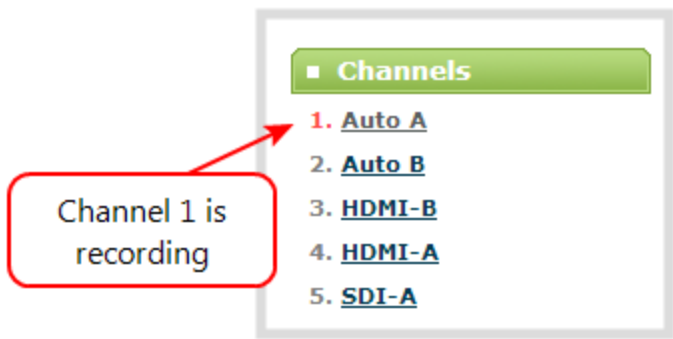 Channels
1. Auto A
2. Auto B
3. HDMI-B
4. HDMI-A
5. SDI-A
Channel 1 is
recording